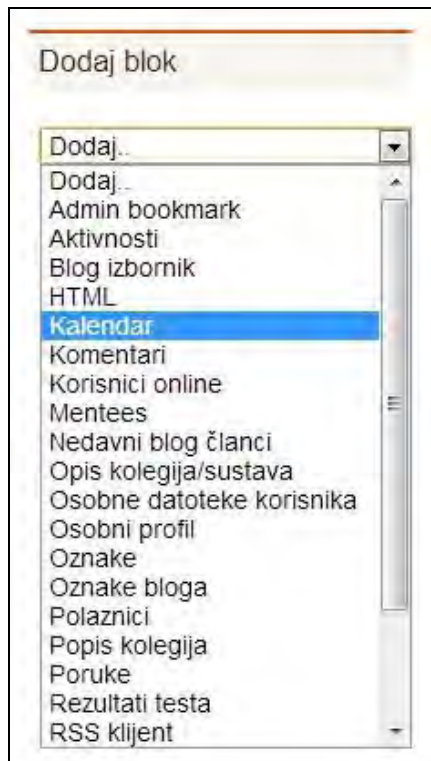 Dodaj blok
Dodaj..
Dodaj..
Admin bookmark
Aktivnosti
Blog izbornik
HTML
Kalendar
Komentari
Korisnici online
Mentees
Nedavni blog članci
Opis kolegija/sustava
Osobne datoteke korisnika
Osobni profil
Oznake
Oznake bloga
Polaznici
Popis kolegija
Poruke
Rezultati testa
RSS klijent